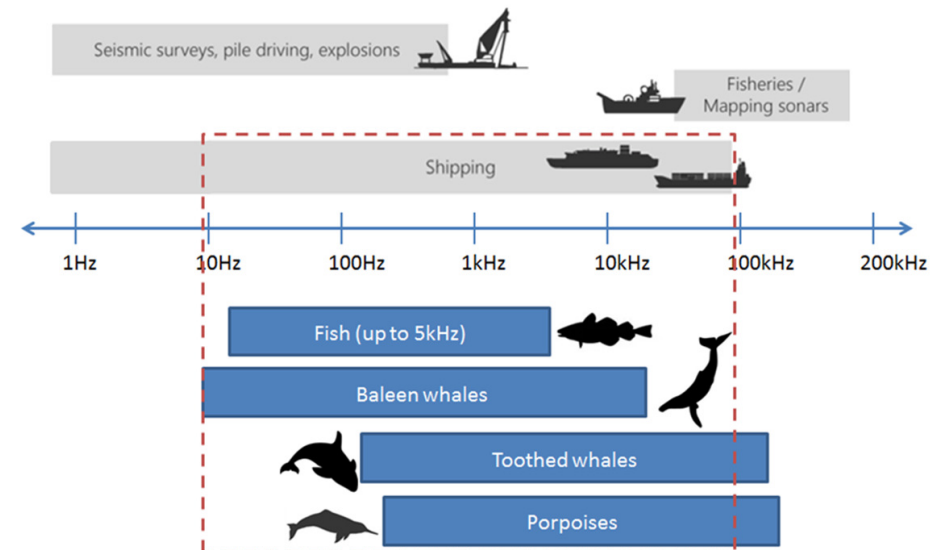 Seismic surveys, pile driving, explosions
Fisheries /
Mapping sonars
Shipping
1Hz 10Hz 100Hz 1kHz 10kHz 100kHz 200kHz
Fish (up to 5kHz)
Baleen whales
Toothed whales
Porpoises